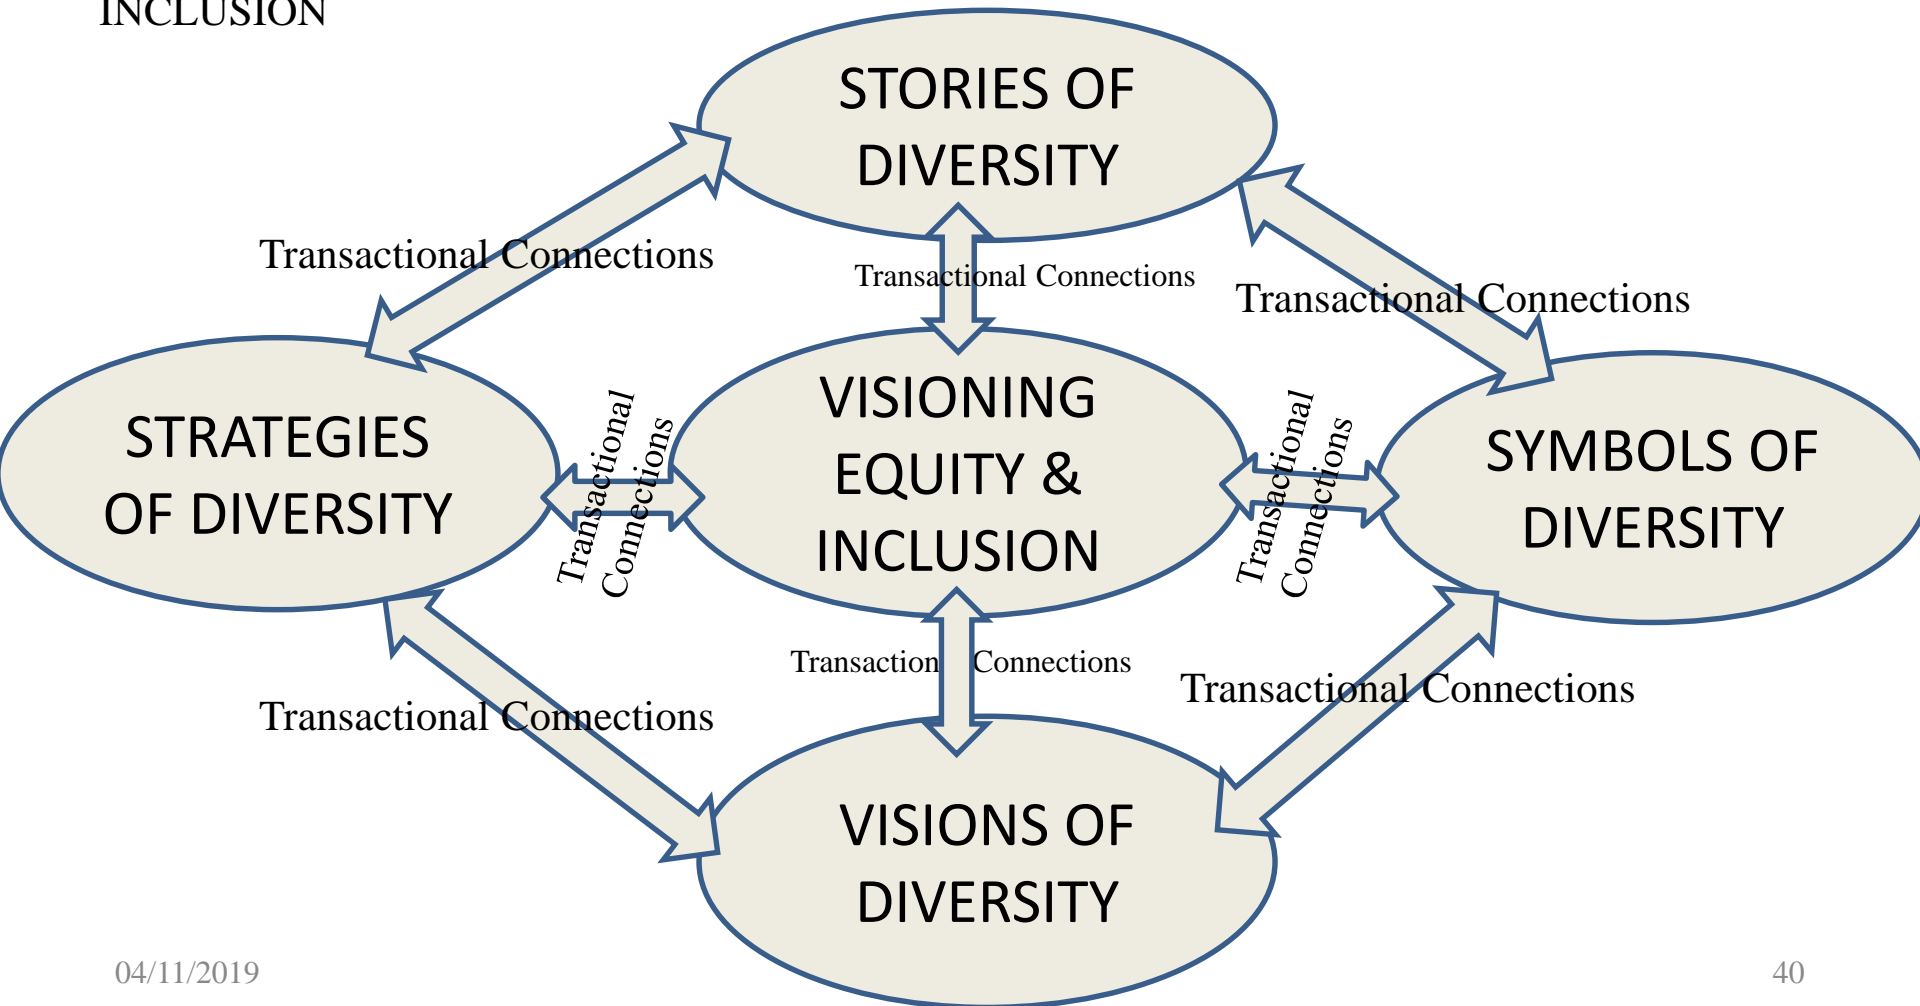 INCLUSION
STORIES OF
DIVERSITY
Transactional Connections
Transactional Connections
Transactional Connections
STRATEGIES
OF DIVERSITY
Transactional
Connections
VISIONING
EQUITY &
INCLUSION
Transactional
Connections
SYMBOLS OF
DIVERSITY
Transactional Connections
Transaction Connections
Transactional Connections
VISIONS OF
DIVERSITY
04/11/2019
40